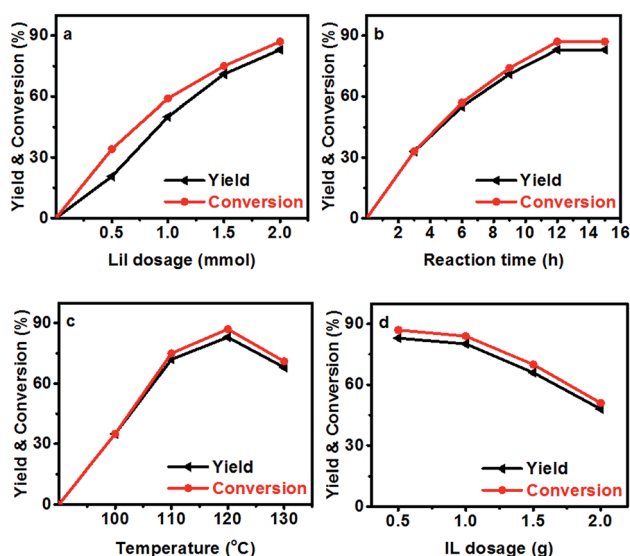 a
Yield & Conversion (%)
90
60
30
0
Yield
Conversion
0.5 1.0 1.5 2.0
LiI dosage (mmol)
b
Yield & Conversion (%)
90
60
30
0
Yield
Conversion
2 4 6 8 10 12 14 16
Reaction time (h)
c
Yield & Conversion (%)
90
60
30
0
Yield
Conversion
100 110 120 130
Temperature (°C)
d
Yield & Conversion (%)
90
60
30
0
Yield
Conversion
0.5 1.0 1.5 2.0
IL dosage (g)